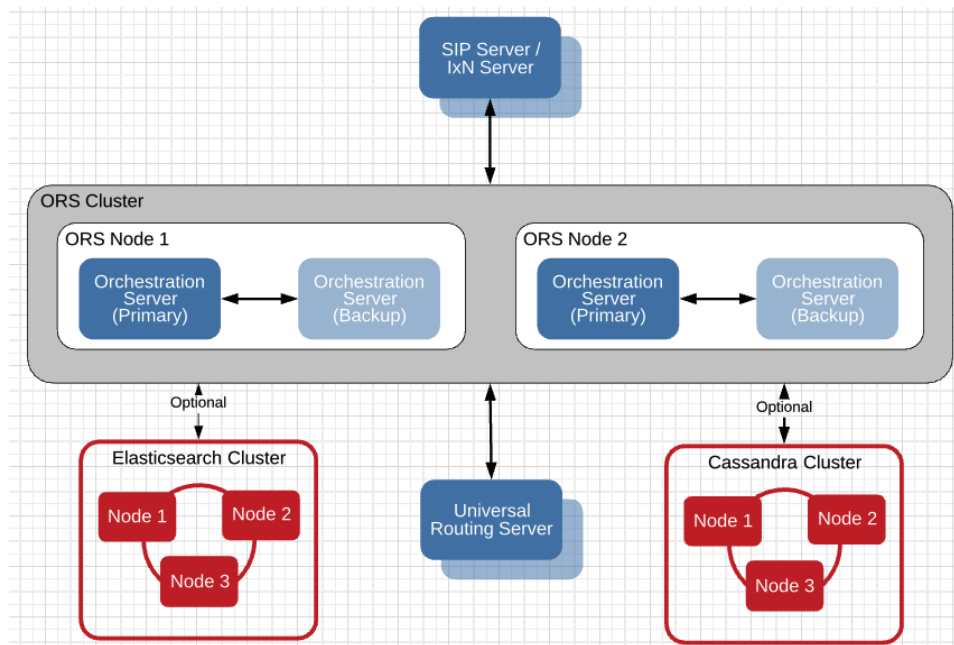 SIP Server /
IxN Server
ORS Cluster
ORS Node 1
Orchestration
Server
(Primary)
Orchestration
Server
(Backup)
ORS Node 2
Orchestration
Server
(Primary)
Orchestration
Server
(Backup)
Optional
Optional
Elasticsearch Cluster
Node 1
Node 2
Node 3
Universal
Routing Server
Cassandra Cluster
Node 1
Node 2
Node 3